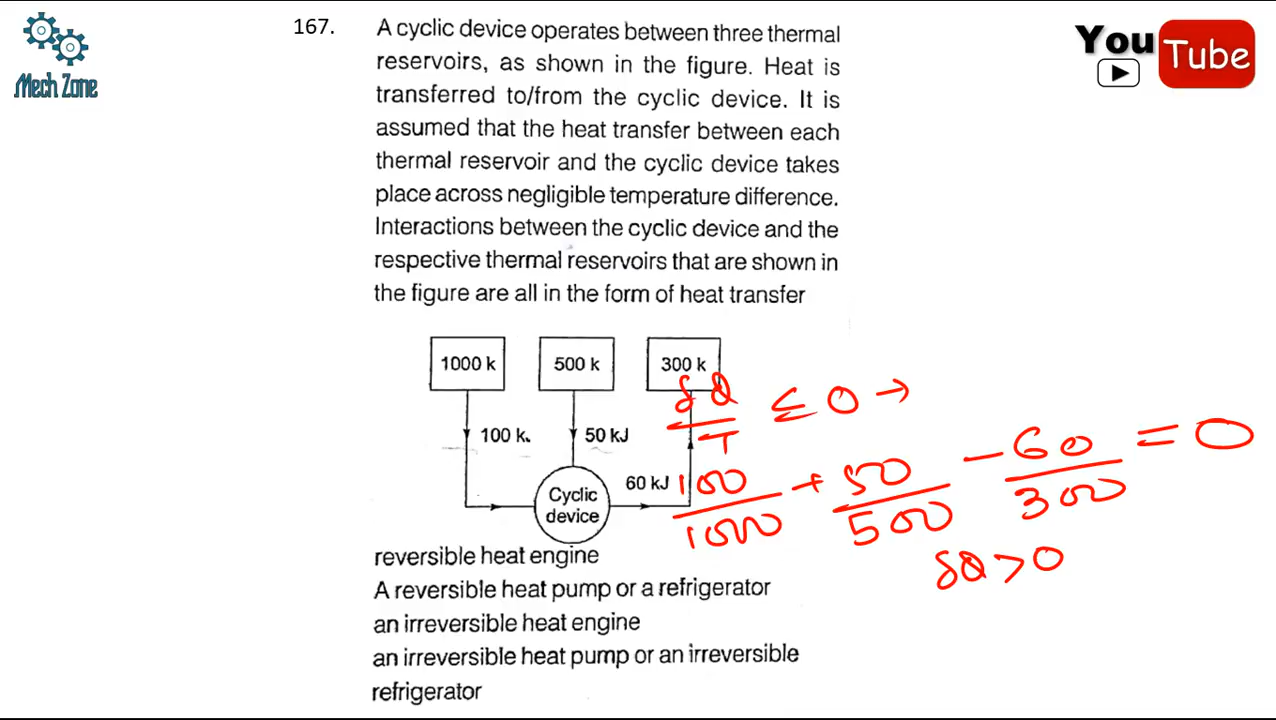 Mech Zone
You Tube
167. A cyclic device operates between three thermal
reservoirs, as shown in the figure. Heat is
transferred to/from the cyclic device. It is
assumed that the heat transfer between each
thermal reservoir and the cyclic device takes
place across negligible temperature difference.
Interactions between the cyclic device and the
respective thermal reservoirs that are shown in
the figure are all in the form of heat transfer
1000 k 500 k 300 k
100 k. 50 kJ
60 kJ
Cyclic
device
δQ/T ≤ 0 →
100/1000 + 50/500 - 60/300 = 0
δQ > 0
reversible heat engine
A reversible heat pump or a refrigerator
an irreversible heat engine
an irreversible heat pump or an irreversible
refrigerator